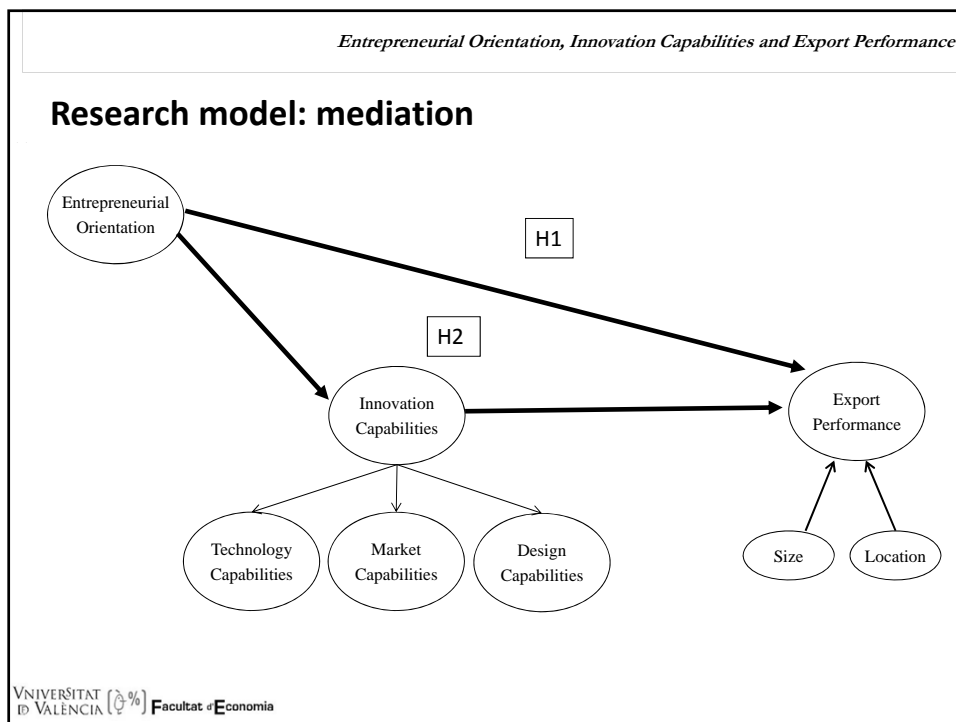 Entrepreneurial Orientation, Innovation Capabilities and Export Performance
Research model: mediation
Entrepreneurial
Orientation
H1
H2
Innovation
Capabilities
Export
Performance
Technology
Capabilities
Market
Capabilities
Design
Capabilities
Size
Location
VNIVERSITAT
ID VALÈNCIA
Facultat d'Economia